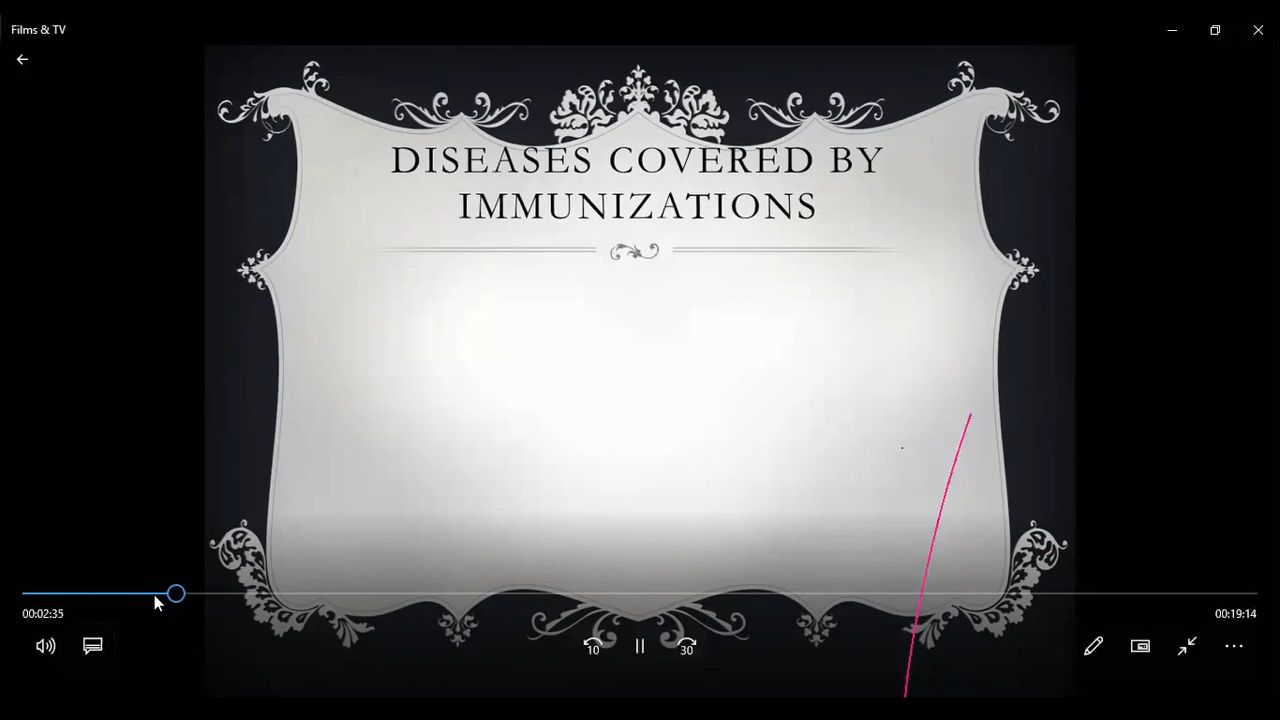 Films & TV
DISEASES COVERED BY
IMMUNIZATIONS
00:02:35
00:19:14
10
30